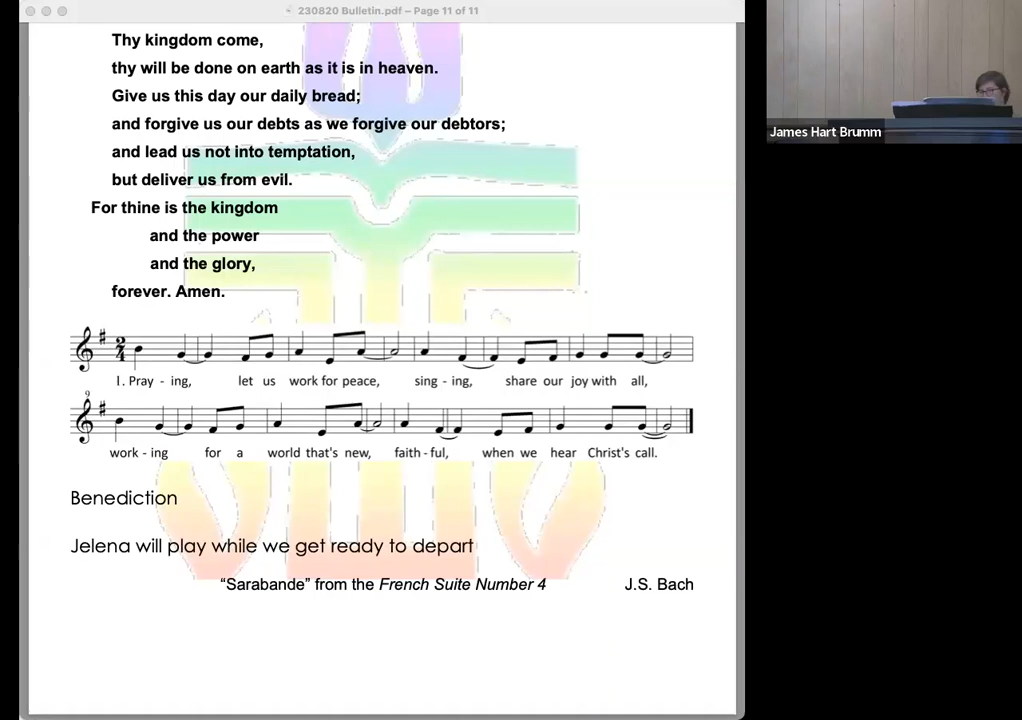 230820 Bulletin.pdf – Page 11 of 11
Thy kingdom come,
thy will be done on earth as it is in heaven.
Give us this day our daily bread;
and forgive us our debts as we forgive our debtors;
and lead us not into temptation,
but deliver us from evil.
For thine is the kingdom
and the power
and the glory,
forever. Amen.
2
4
1. Pray - ing, let us work for peace, sing - ing, share our joy with all,
9
work - ing for a world that's new, faith - ful, when we hear Christ's call.
Benediction
Jelena will play while we get ready to depart
“Sarabande” from the French Suite Number 4 J.S. Bach
James Hart Brumm